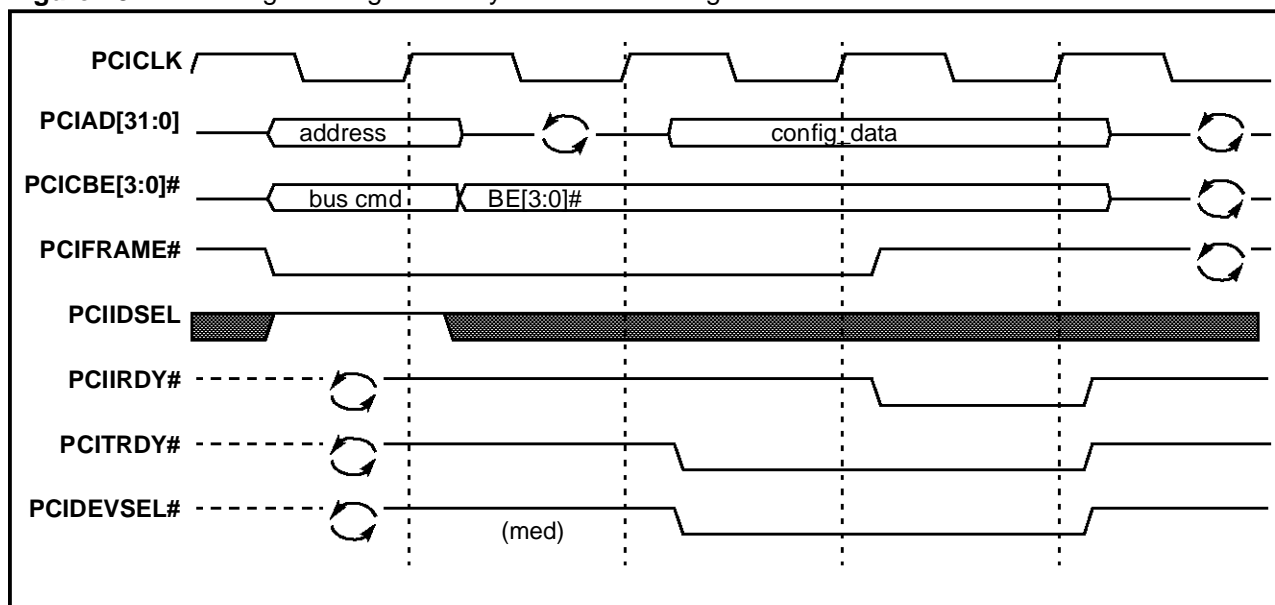 PCICLK
PCIAD[31:0]
address
config_data
PCICBE[3:0]#
bus cmd
BE[3:0]#
PCIFRAME#
PCIIDSEL
PCIIRDY#
PCITRDY#
PCIDEVSEL#
(med)